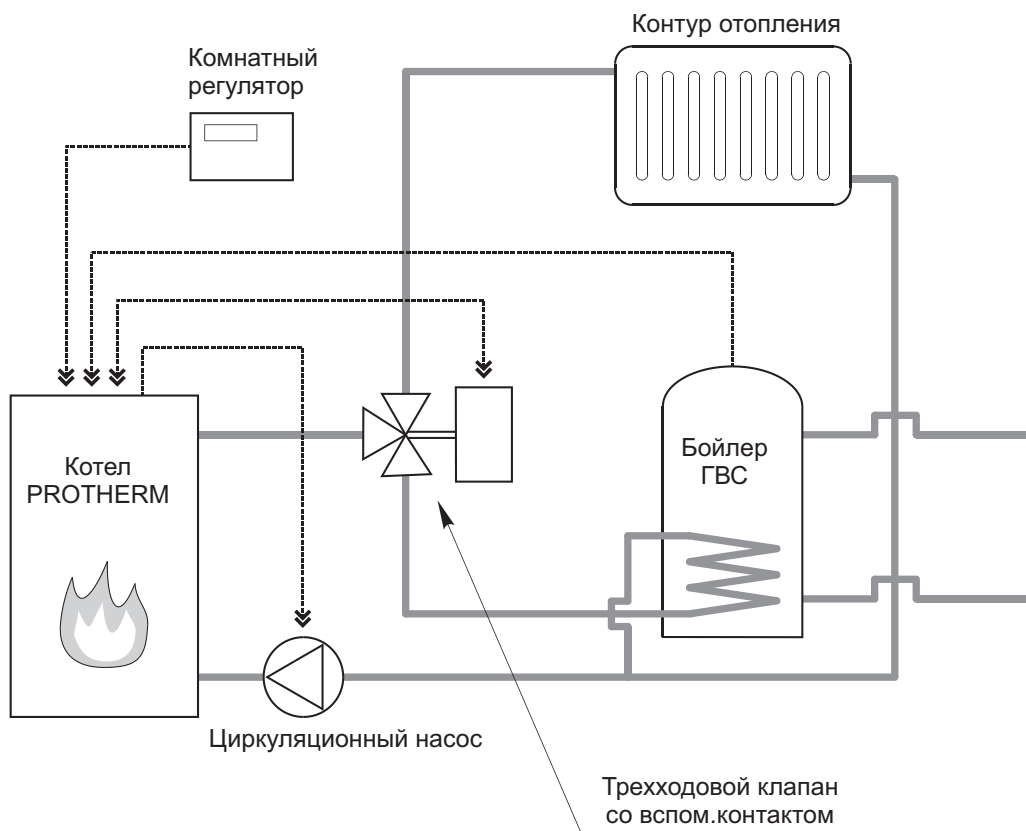 Контур отопления
Комнатный
регулятор
Котел
PROTHERM
Бойлер
ГВС
Циркуляционный насос
Трехходовой клапан
со вспом.контактом